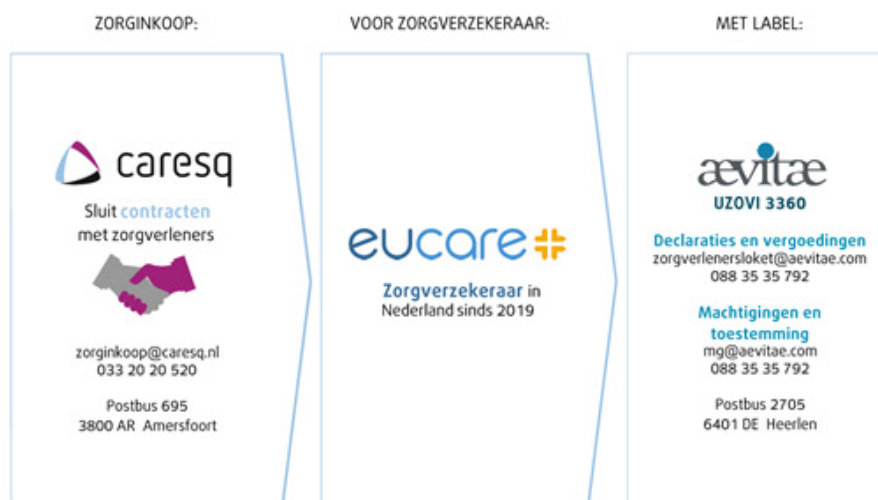 ZORGINKOOP:
caresq
Sluit contracten
met zorgverleners
zorginkoop@caresq.nl
033 20 20 520
Postbus 695
3800 AR Amersfoort
VOOR ZORGVERZEKERAAR:
eucare
Zorgverzekeraar in
Nederland sinds 2019
MET LABEL:
ævitæ
UZOVI 3360
Declaraties en vergoedingen
zorgverlenersloket@aevitae.com
088 35 35 792
Machtigingen en
toestemming
mg@aevitae.com
088 35 35 792
Postbus 2705
6401 DE Heerlen